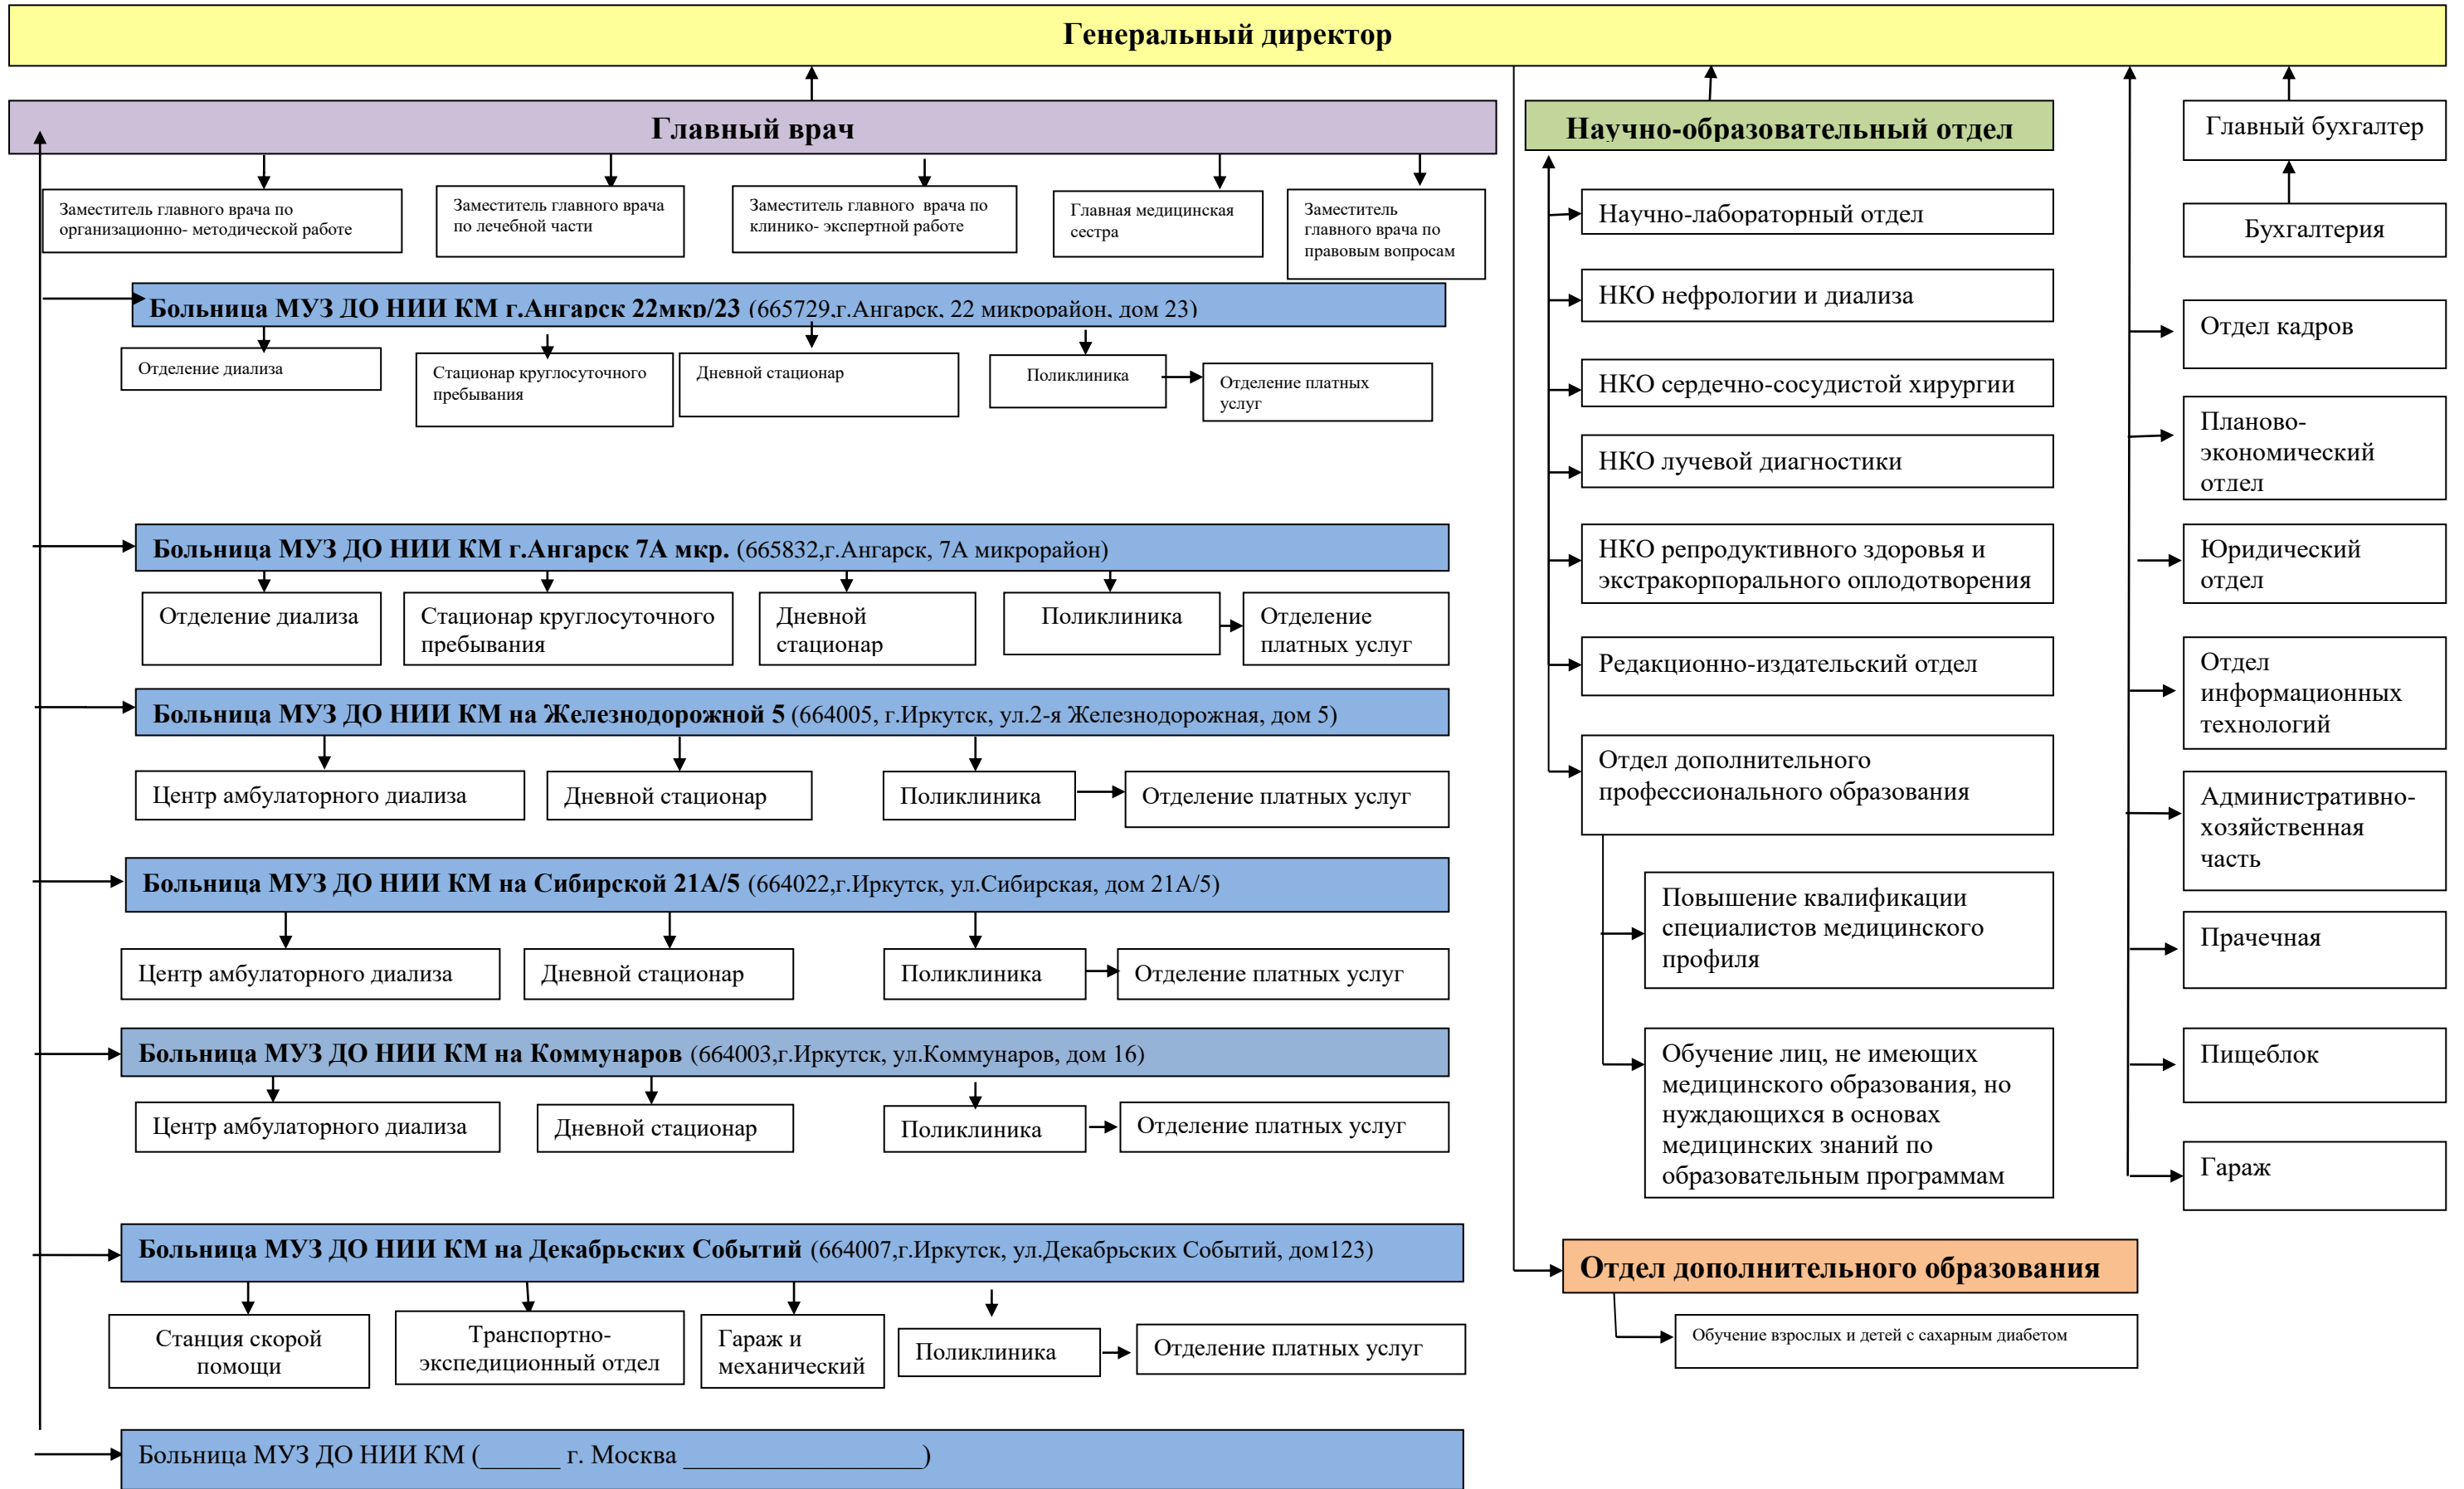 Генеральный директор
Главный врач
Заместитель главного врача по
организационно- методической работе
Заместитель главного врача
по лечебной части
Заместитель главного  врача по
клинико- экспертной работе
Главная медицинская
сестра
Заместитель
главного врача по
правовым вопросам
Больница МУЗ ДО НИИ КМ г.Ангарск 22мкр/23 (665729,г.Ангарск, 22 микрорайон, дом 23)
Отделение диализа
Стационар круглосуточного
пребывания
Дневной стационар
Поликлиника
Отделение платных
услуг
Больница МУЗ ДО НИИ КМ г.Ангарск 7А мкр. (665832,г.Ангарск, 7А микрорайон)
Отделение диализа
Стационар круглосуточного
пребывания
Дневной
стационар
Поликлиника
Отделение
платных услуг
Больница МУЗ ДО НИИ КМ на Железнодорожной 5 (664005, г.Иркутск, ул.2-я Железнодорожная, дом 5)
Центр амбулаторного диализа
Дневной стационар
Поликлиника
Отделение платных услуг
Больница МУЗ ДО НИИ КМ на Сибирской 21А/5 (664022,г.Иркутск, ул.Сибирская, дом 21А/5)
Центр амбулаторного диализа
Дневной стационар
Поликлиника
Отделение платных услуг
Больница МУЗ ДО НИИ КМ на Коммунаров (664003,г.Иркутск, ул.Коммунаров, дом 16)
Центр амбулаторного диализа
Дневной стационар
Поликлиника
Отделение платных услуг
Больница МУЗ ДО НИИ КМ на Декабрьских Событий (664007,г.Иркутск, ул.Декабрьских Событий, дом123)
Станция скорой
помощи
Транспортно-
экспедиционный отдел
Гараж и
механический
Поликлиника
Отделение платных услуг
Больница МУЗ ДО НИИ КМ (______ г. Москва __________________)
Научно-образовательный отдел
Научно-лабораторный отдел
НКО нефрологии и диализа
НКО сердечно-сосудистой хирургии
НКО лучевой диагностики
НКО репродуктивного здоровья и
экстракорпорального оплодотворения
Редакционно-издательский отдел
Отдел дополнительного
профессионального образования
Повышение квалификации
специалистов медицинского
профиля
Обучение лиц, не имеющих
медицинского образования, но
нуждающихся в основах
медицинских знаний по
образовательным программам
Отдел дополнительного образования
Обучение взрослых и детей с сахарным диабетом
Главный бухгалтер
Бухгалтерия
Отдел кадров
Планово-
экономический
отдел
Юридический
отдел
Отдел
информационных
технологий
Административно-
хозяйственная
часть
Прачечная
Пищеблок
Гараж